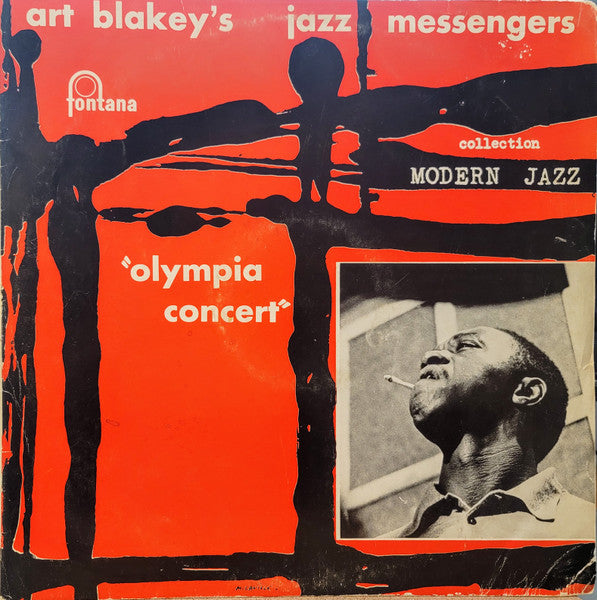 art blakey's jazz messengers
fontana
collection
MODERN JAZZ
"olympia
concert"